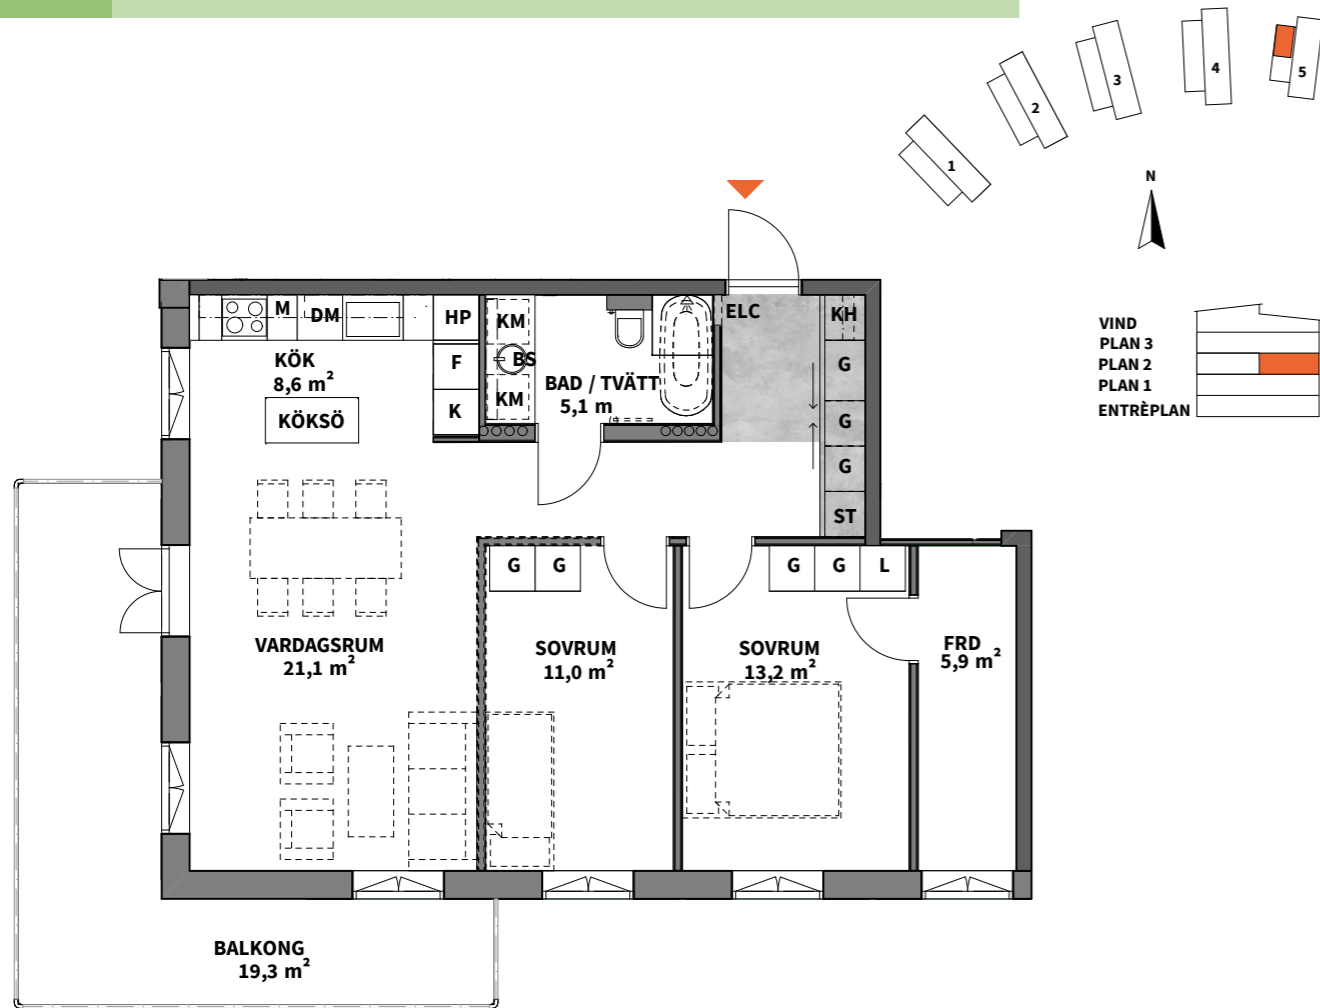 1
2
3
4
5
N
VIND
PLAN 3
PLAN 2
PLAN 1
ENTRÈPLAN
M
DM
HP
F
K
KÖK
8,6 m²
KÖKSÖ
KM
BS
KM
BAD / TVÄTT
5,1 m
ELC
KH
G
G
G
ST
G G
G G L
VARDAGSRUM
21,1 m²
SOVRUM
11,0 m²
SOVRUM
13,2 m²
FRD
5,9 m²
BALKONG
19,3 m²